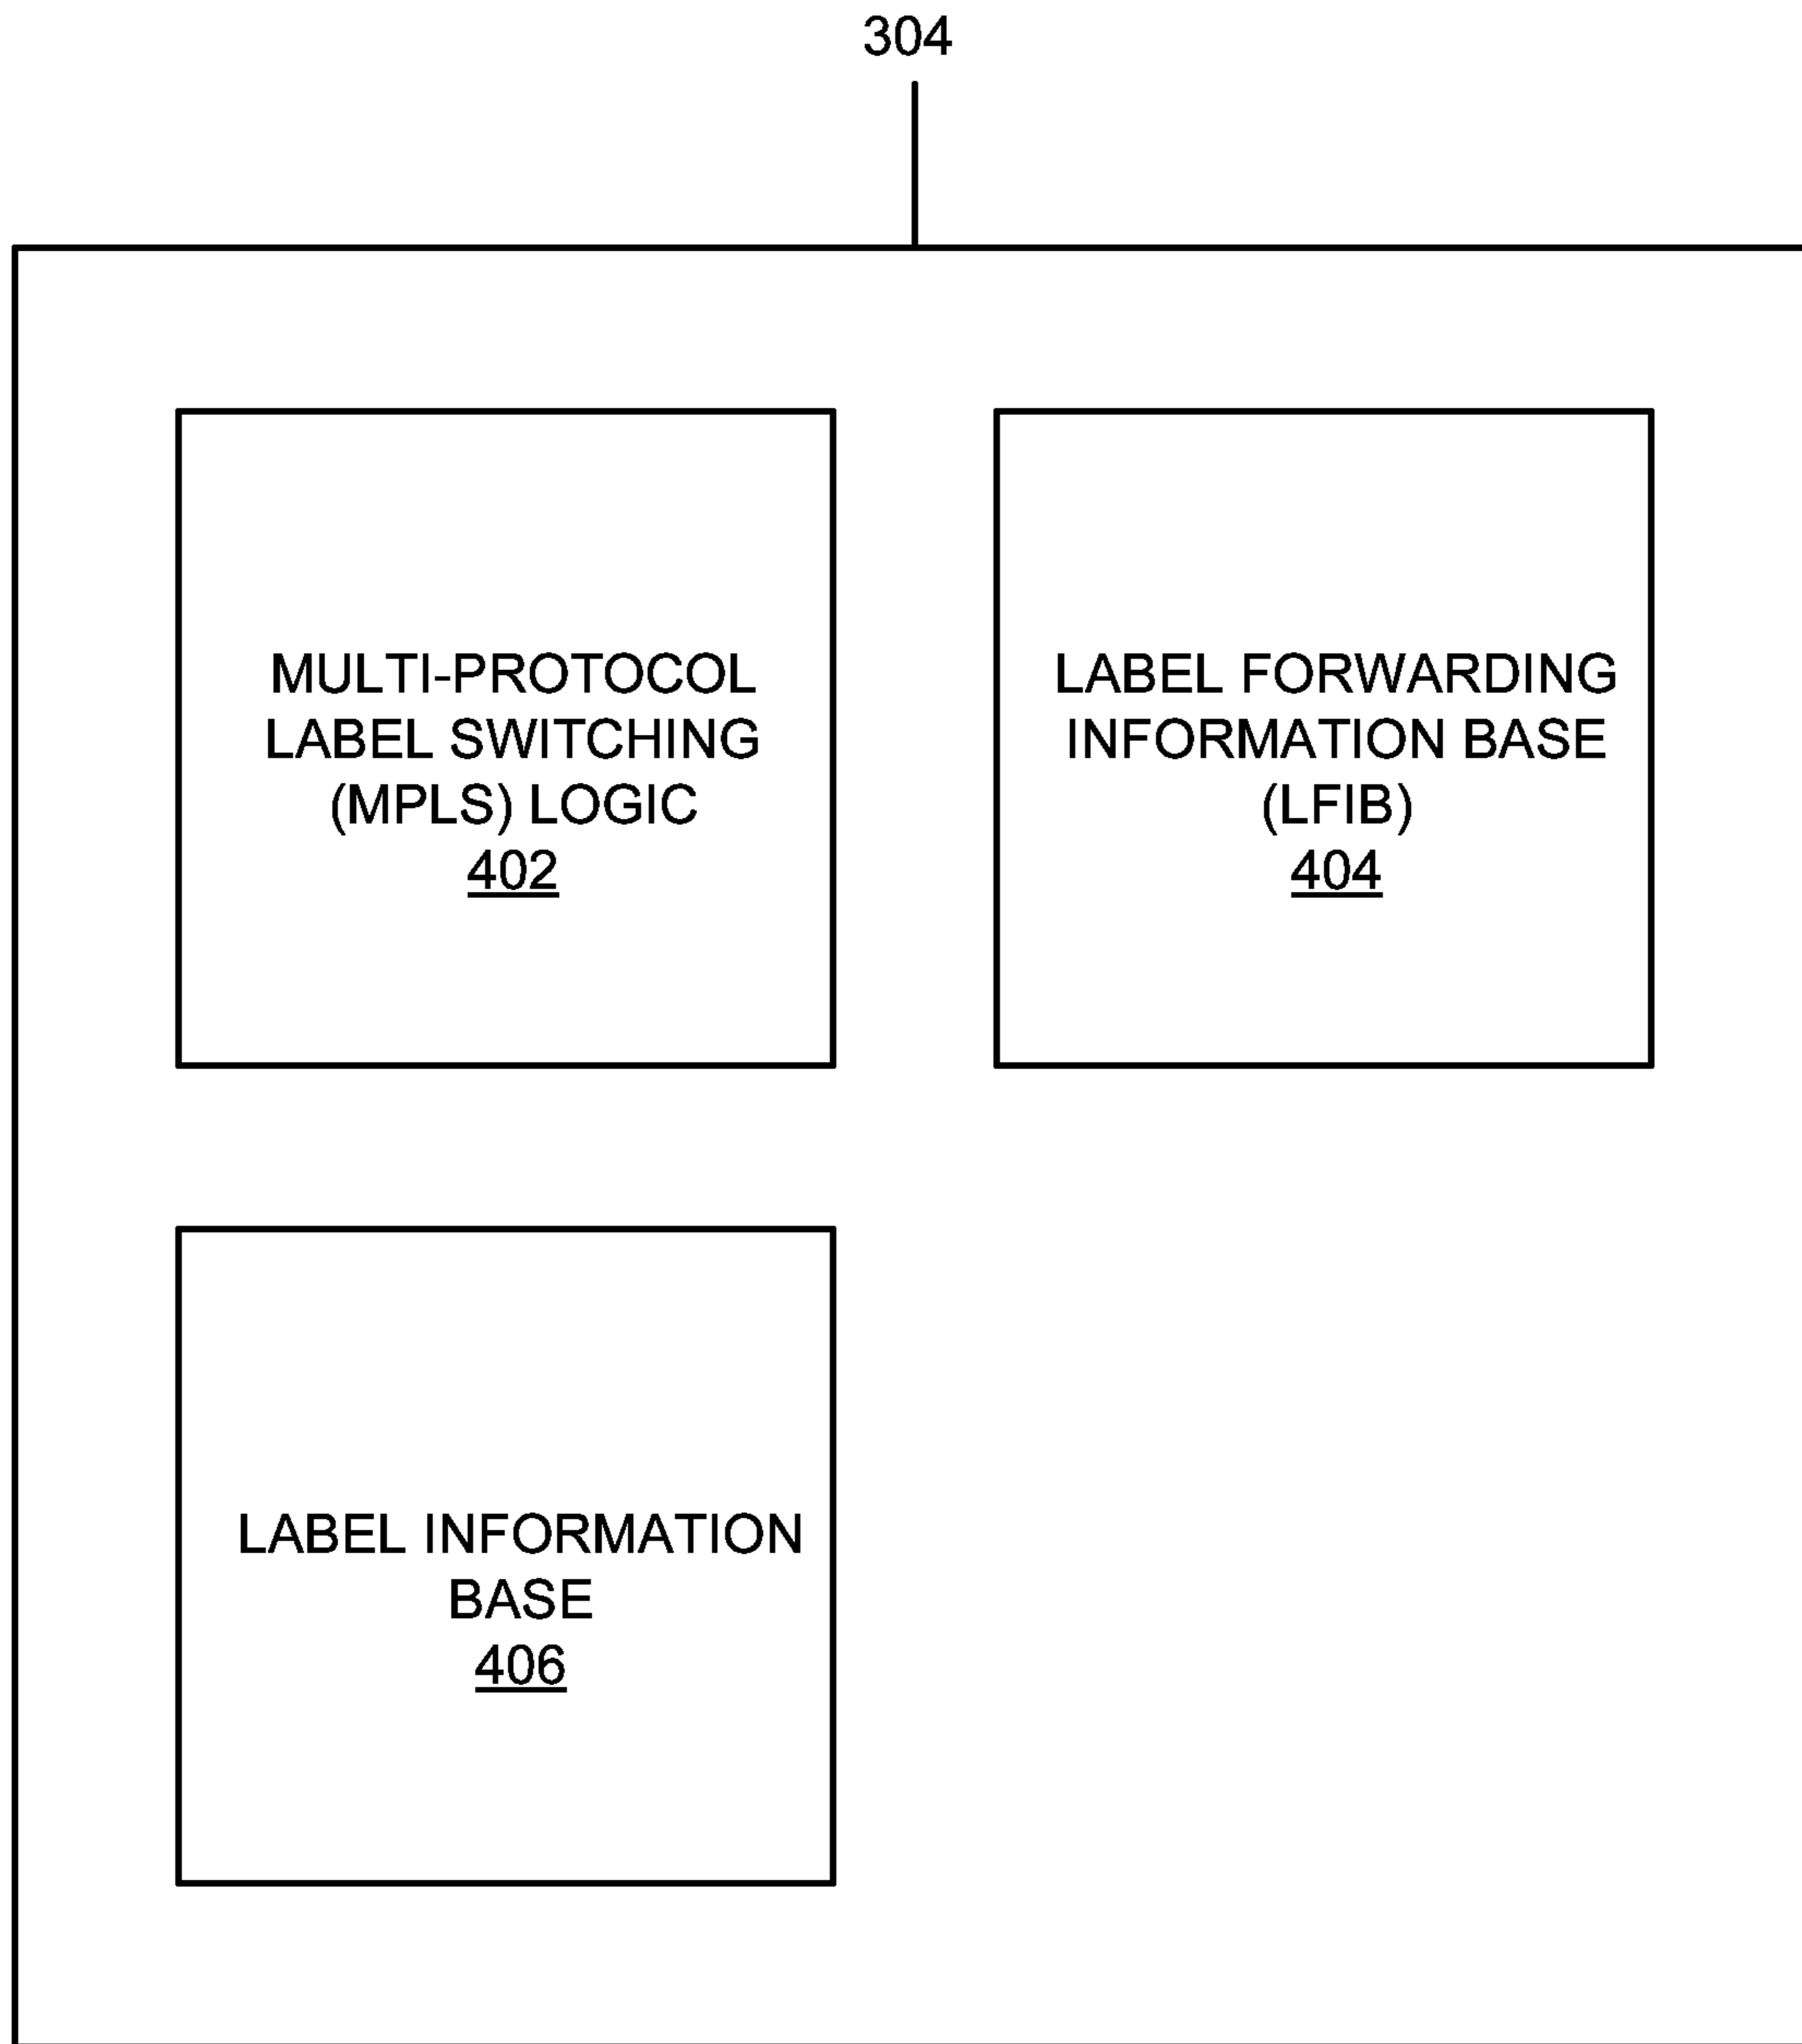 304
MULTI-PROTOCOL
LABEL SWITCHING
(MPLS) LOGIC
402
LABEL FORWARDING
INFORMATION BASE
(LFIB)
404
LABEL INFORMATION
BASE
406